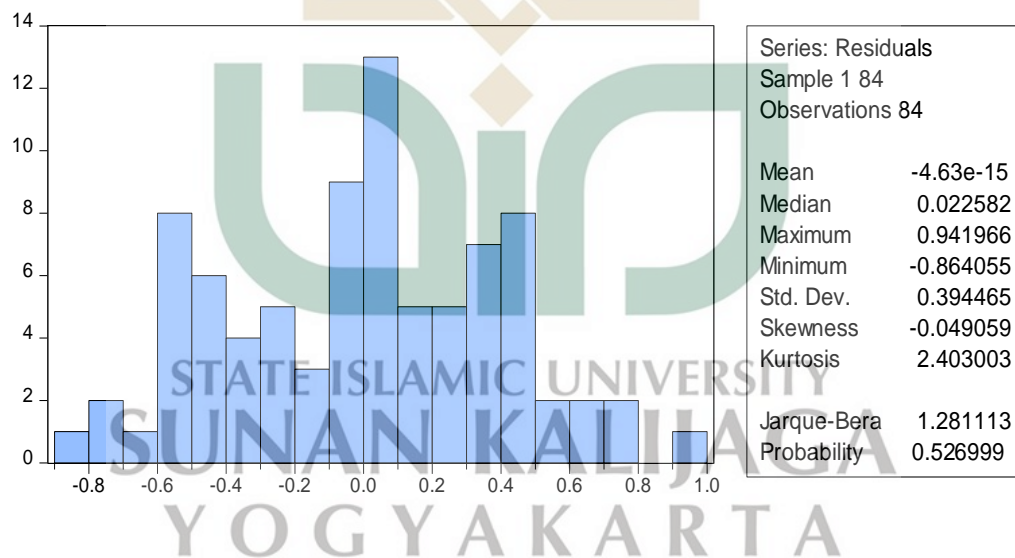 14
12
10
8
6
4
2
0
-0.8 -0.6 -0.4 -0.2 0.0 0.2 0.4 0.6 0.8 1.0
Series: Residuals
Sample 1 84
Observations 84
Mean -4.63e-15
Median 0.022582
Maximum 0.941966
Minimum -0.864055
Std. Dev. 0.394465
Skewness -0.049059
Kurtosis 2.403003
Jarque-Bera 1.281113
Probability 0.526999
STATE ISLAMIC UNIVERSITY
SUNAN KALIJAGA
YOGYAKARTA